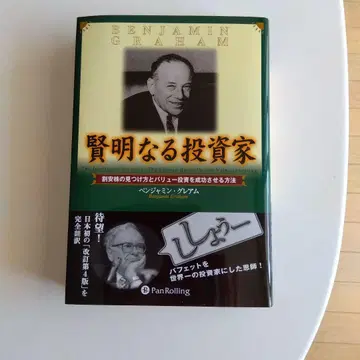 BENJAMIN
GRAHAM
賢明なる投資家
割安株の見つけ方とバリュー投資を成功させる方法
ベンジャミン・グレアム
Benjamin Graham
待望!
日本初の「改訂第4版」を
完全翻訳
ししょうー
バフェットを
世界一の投資家にした恩師!
PanRolling